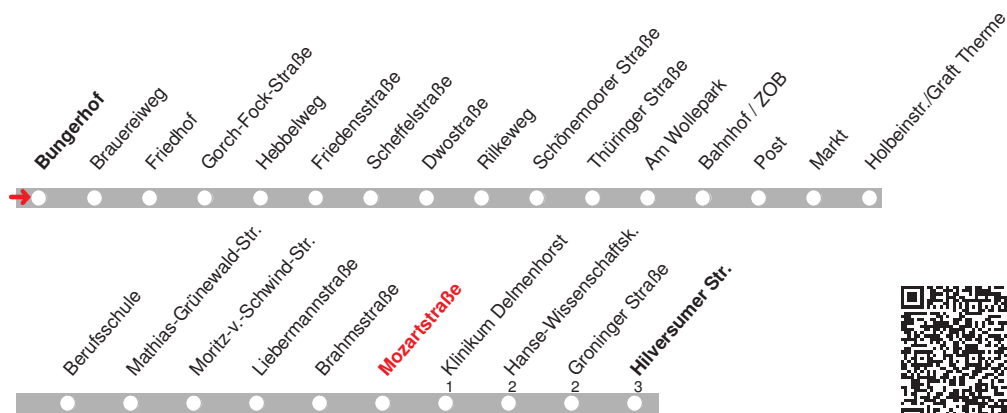 Bungerhof
Brauereiweg
Friedhof
Gorch-Fock-Straße
Hebbelweg
Friedensstraße
Scheffelstraße
Dwostraße
Rilkeweg
Schönemoorer Straße
Thüringer Straße
Am Wollepark
Bahnhof / ZOB
Post
Markt
Holbeinstr./Graft Therme
Berufsschule
Mathias-Grünewald-Str.
Moritz-v.-Schwind-Str.
Liebermannstraße
Brahmsstraße
Mozartstraße
Klinikum Delmenhorst
1
Hanse-Wissenschaftsk.
2
Groninger Straße
2
Hilversumer Str.
3